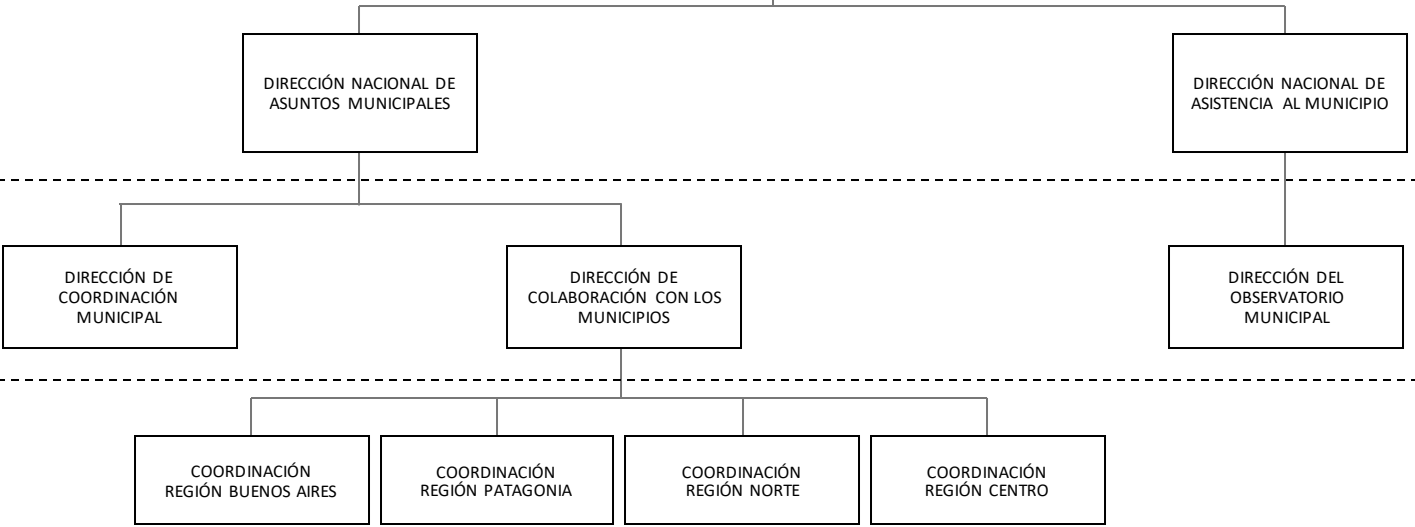 DIRECCIÓN NACIONAL DE
ASUNTOS MUNICIPALES
DIRECCIÓN NACIONAL DE
ASISTENCIA AL MUNICIPIO
DIRECCIÓN DE
COORDINACIÓN
MUNICIPAL
DIRECCIÓN DE
COLABORACIÓN CON LOS
MUNICIPIOS
DIRECCIÓN DEL
OBSERVATORIO
MUNICIPAL
COORDINACIÓN
REGIÓN BUENOS AIRES
COORDINACIÓN
REGIÓN PATAGONIA
COORDINACIÓN
REGIÓN NORTE
COORDINACIÓN
REGIÓN CENTRO